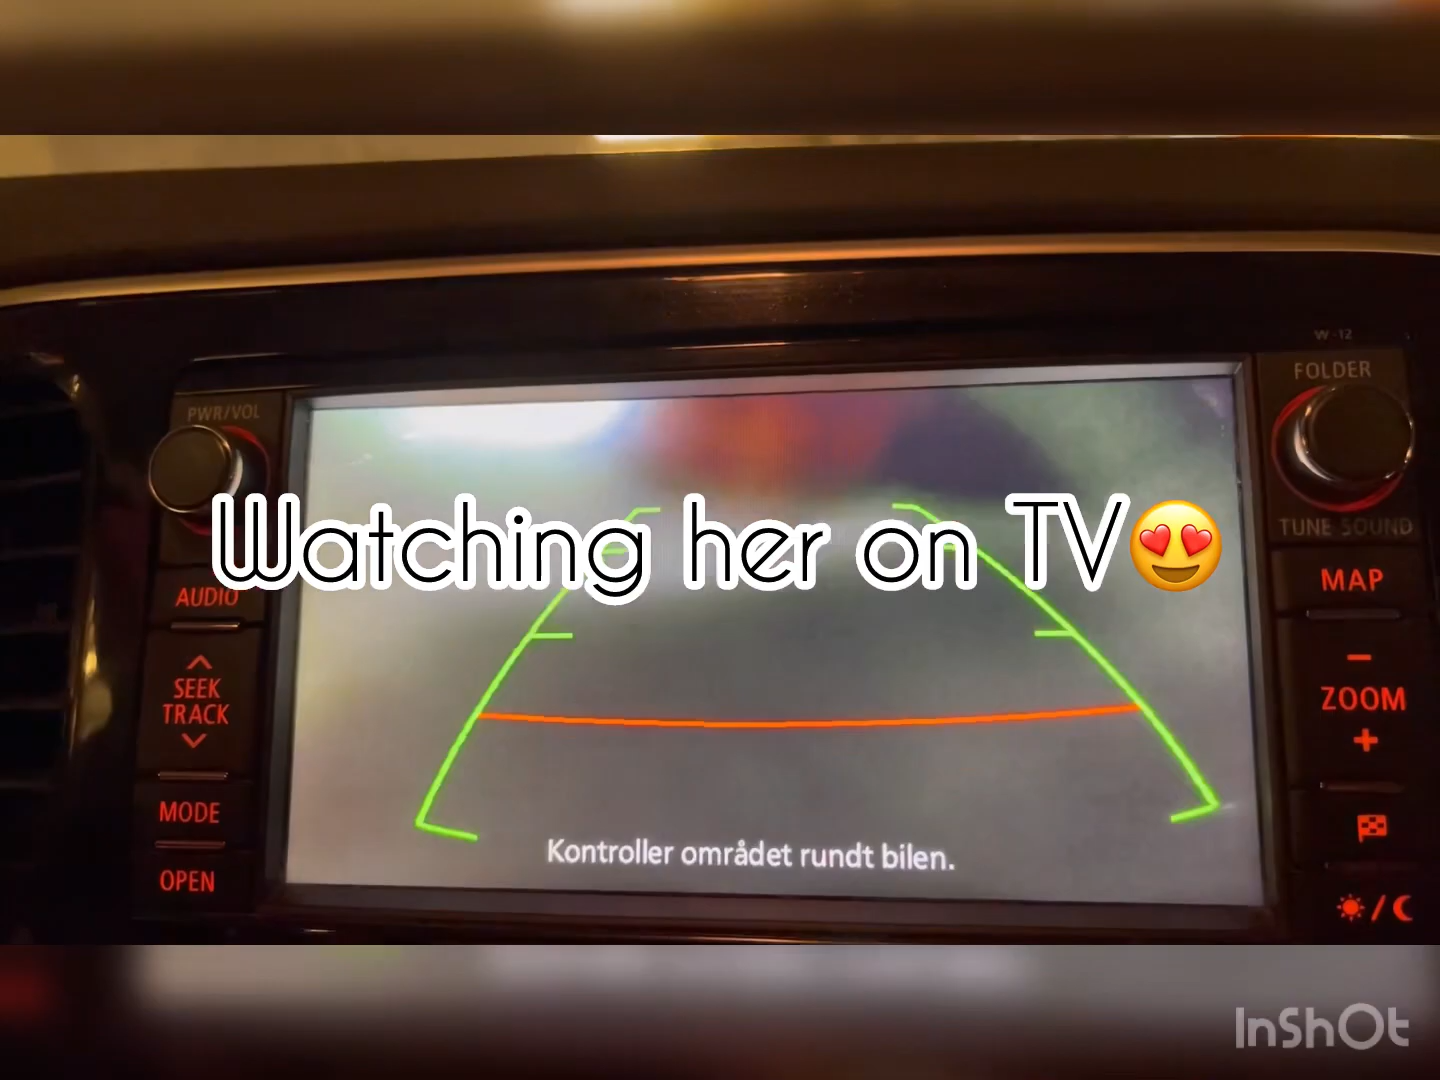 W-12
FOLDER
PWR/VOL
Watching her on TV😍
TUNE SOUND
AUDIO
MAP
SEEK
TRACK
−
ZOOM
+
MODE
Kontroller området rundt bilen.
OPEN
/
InShOt